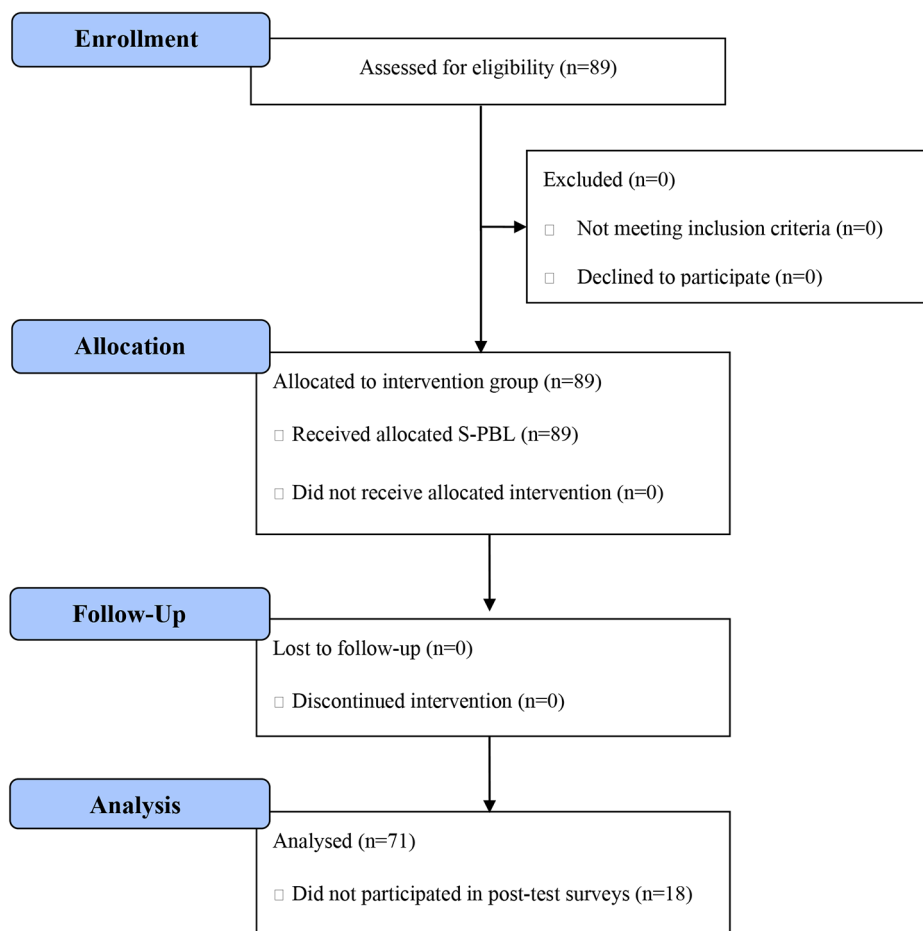 Enrollment
Assessed for eligibility (n=89)
Excluded (n=0)
Not meeting inclusion criteria (n=0)
Declined to participate (n=0)
Allocation
Allocated to intervention group (n=89)
Received allocated S-PBL (n=89)
Did not receive allocated intervention (n=0)
Follow-Up
Lost to follow-up (n=0)
Discontinued intervention (n=0)
Analysis
Analysed (n=71)
Did not participated in post-test surveys (n=18)